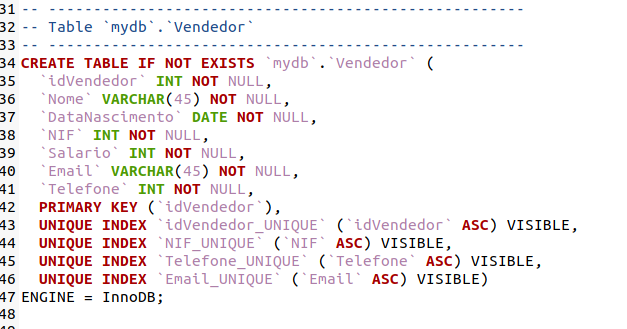 31 -- -----------------------------------------------------
32 -- Table `mydb`.`Vendedor`
33 -- -----------------------------------------------------
34 CREATE TABLE IF NOT EXISTS `mydb`.`Vendedor` (
35   `idVendedor` INT NOT NULL,
36   `Nome` VARCHAR(45) NOT NULL,
37   `DataNascimento` DATE NOT NULL,
38   `NIF` INT NOT NULL,
39   `Salario` INT NOT NULL,
40   `Email` VARCHAR(45) NOT NULL,
41   `Telefone` INT NOT NULL,
42   PRIMARY KEY (`idVendedor`),
43   UNIQUE INDEX `idVendedor_UNIQUE` (`idVendedor` ASC) VISIBLE,
44   UNIQUE INDEX `NIF_UNIQUE` (`NIF` ASC) VISIBLE,
45   UNIQUE INDEX `Telefone_UNIQUE` (`Telefone` ASC) VISIBLE,
46   UNIQUE INDEX `Email_UNIQUE` (`Email` ASC) VISIBLE)
47 ENGINE = InnoDB;
48
49